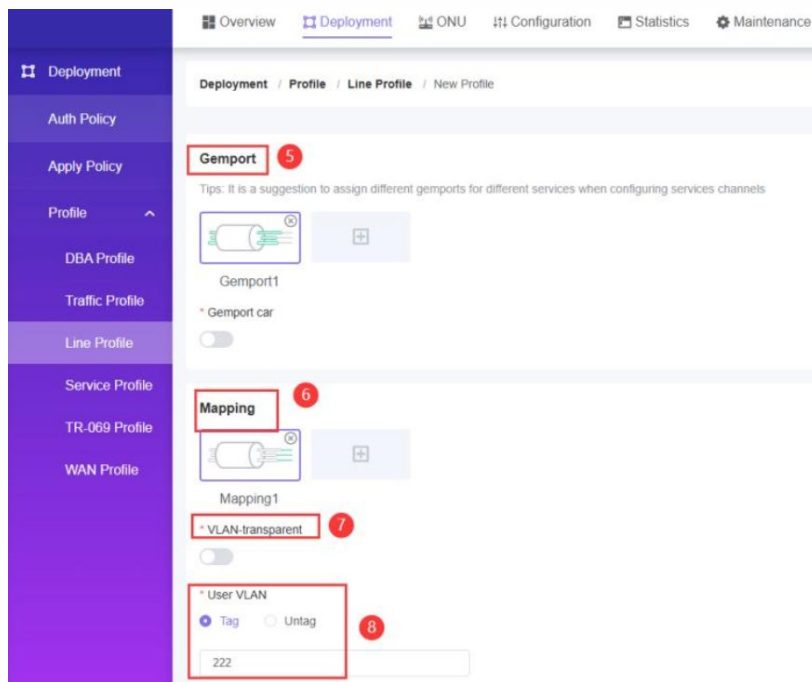 Overview Deployment ONU Configuration Statistics Maintenance
Deployment
Auth Policy
Apply Policy
Profile
DBA Profile
Traffic Profile
Line Profile
Service Profile
TR-069 Profile
WAN Profile
Deployment / Profile / Line Profile / New Profile
Gemport 5
Tips: It is a suggestion to assign different gemports for different services when configuring services channels
Gemport1
* Gemport car
Mapping 6
Mapping1
* VLAN-transparent 7
* User VLAN
Tag Untag 8
222